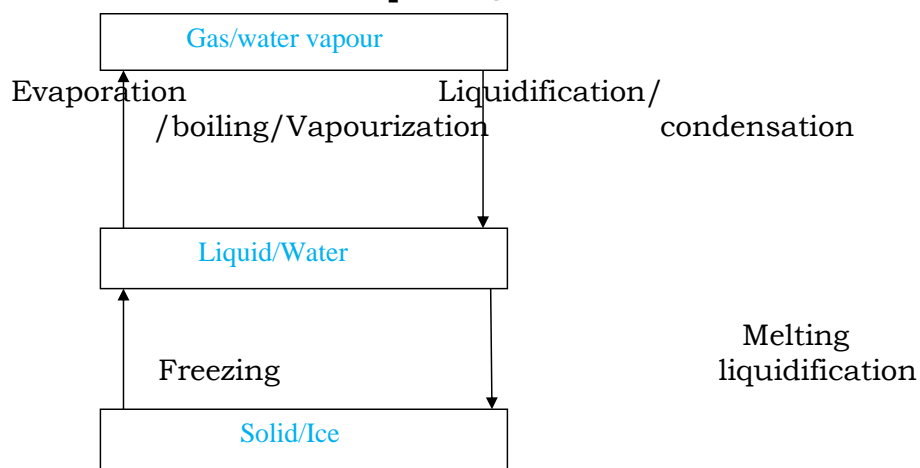 Gas/water vapour
Evaporation Liquidification/
/boiling/Vapourization condensation
Liquid/Water
Melting
Freezing liquidification
Solid/Ice